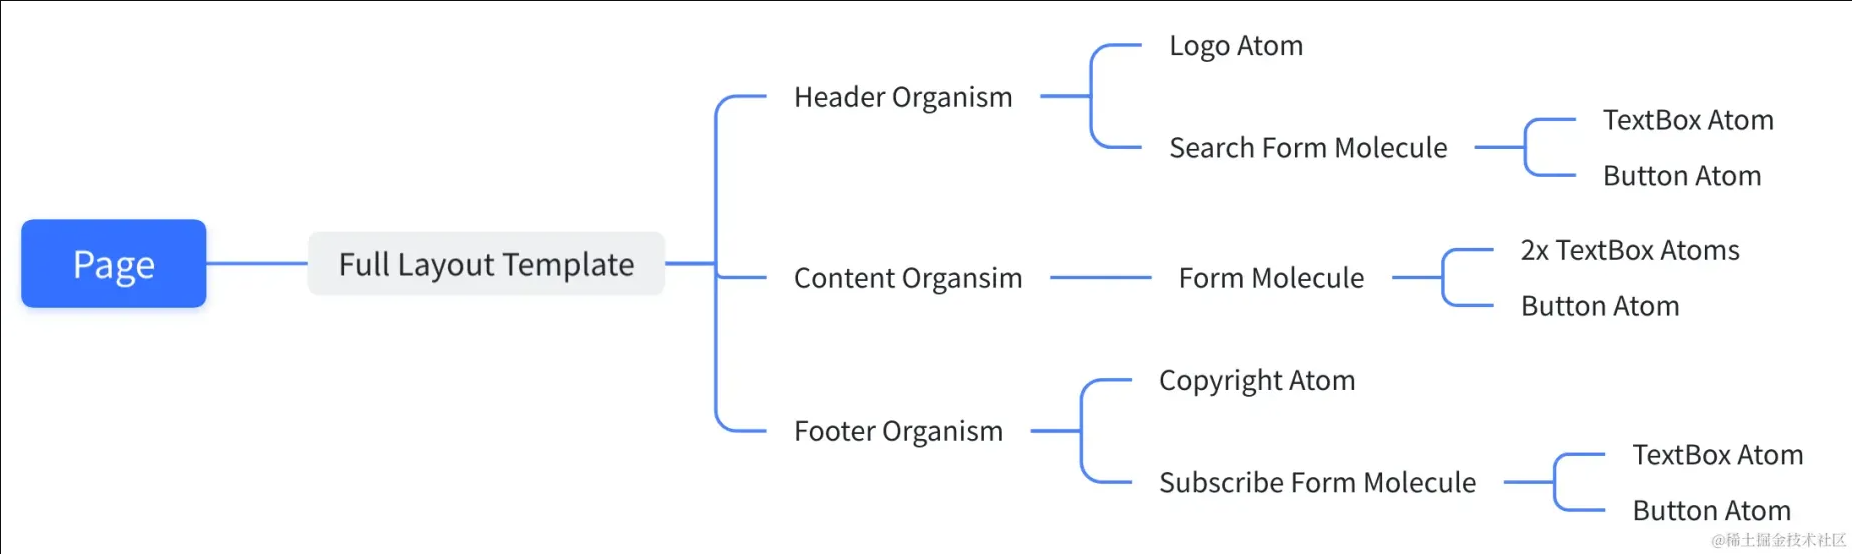 Page
Full Layout Template
Header Organism
Logo Atom
Search Form Molecule
TextBox Atom
Button Atom
Content Organsim
Form Molecule
2x TextBox Atoms
Button Atom
Footer Organism
Copyright Atom
Subscribe Form Molecule
TextBox Atom
Button Atom
@稀土掘金技术社区